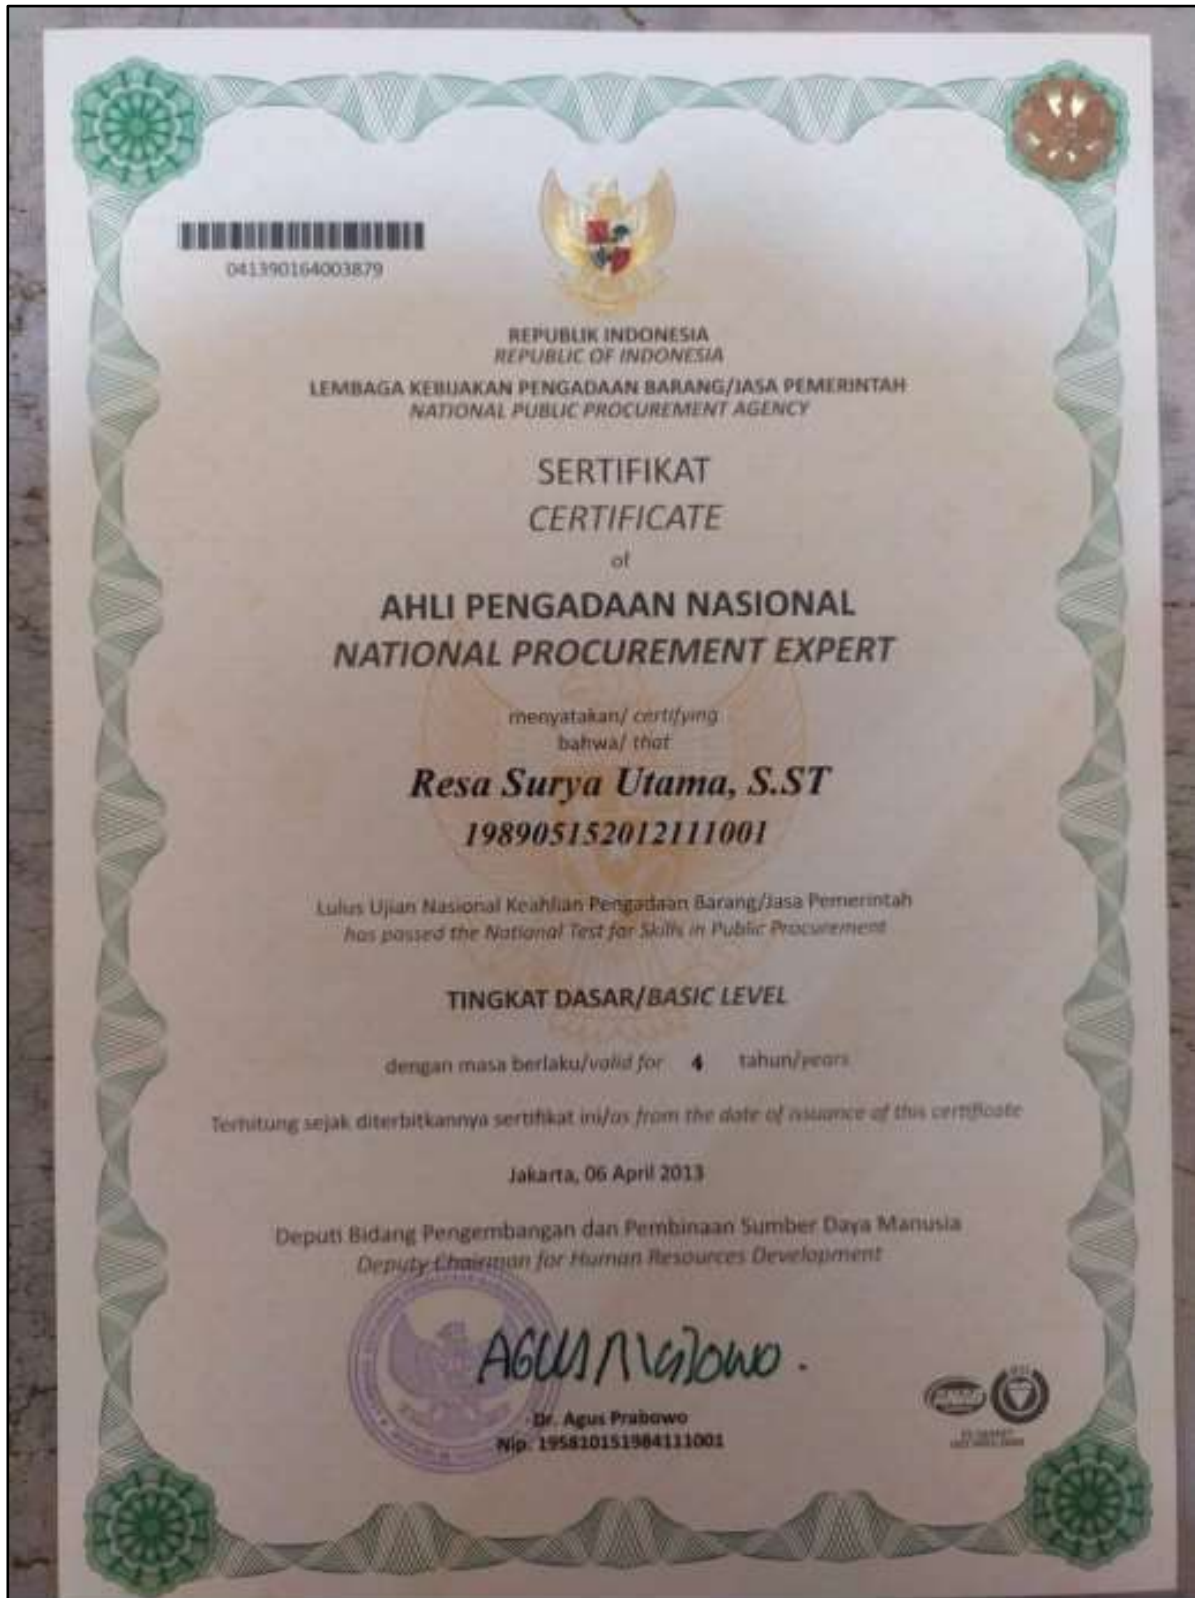 041390164003879
REPUBLIK INDONESIA
REPUBLIC OF INDONESIA
LEMBAGA KEBIJAKAN PENGADAAN BARANG/JASA PEMERINTAH
NATIONAL PUBLIC PROCUREMENT AGENCY
SERTIFIKAT
CERTIFICATE
of
AHLI PENGADAAN NASIONAL
NATIONAL PROCUREMENT EXPERT
menyatakan/ certifying
bahwa/ that
Resa Surya Utama, S.ST
198905152012111001
Lulus Ujian Nasional Keahlian Pengadaan Barang/Jasa Pemerintah
has passed the National Test for Skills in Public Procurement
TINGKAT DASAR/BASIC LEVEL
dengan masa berlaku/valid for 4 tahun/years
Terhitung sejak diterbitkannya sertifikat ini/as from the date of issuance of this certificate
Jakarta, 06 April 2013
Deputi Bidang Pengembangan dan Pembinaan Sumber Daya Manusia
Deputy Chairman for Human Resources Development
Dr. Agus Prabowo
Nip. 195810151984111001